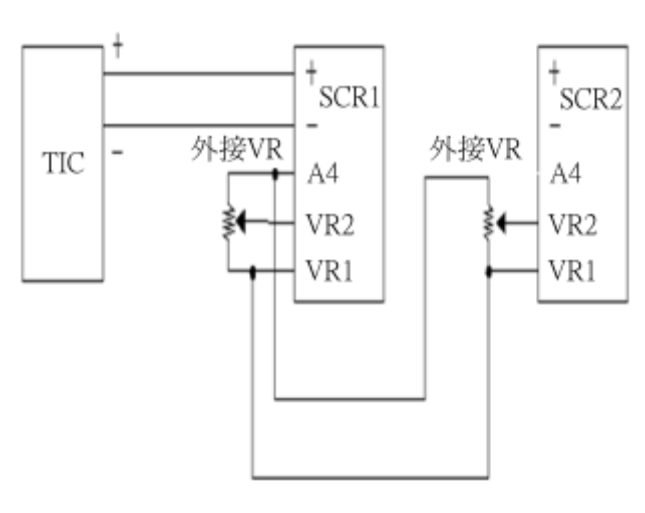 +
+
SCR1
-
外接VR
TIC
-
A4
VR2
VR1
+
SCR2
-
外接VR
A4
VR2
VR1